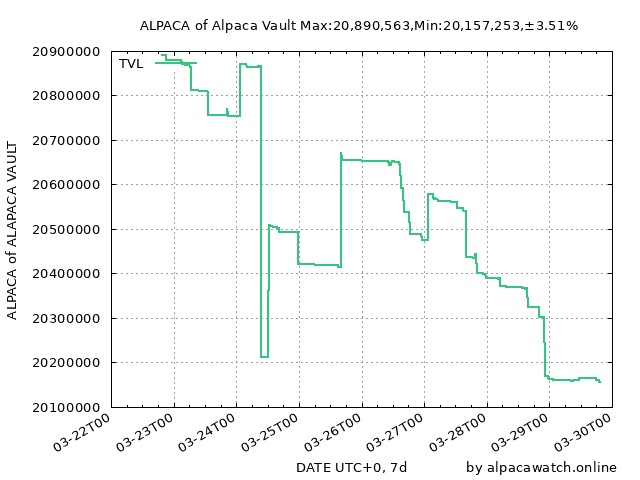 ALPACA of Alpaca Vault Max:20,890,563,Min:20,157,253,±3.51%
TVL
ALPACA of ALAPACA VAULT
20900000
20800000
20700000
20600000
20500000
20400000
20300000
20200000
20100000
03-22T00
03-23T00
03-24T00
03-25T00
03-26T00
03-27T00
03-28T00
03-29T00
03-30T00
DATE UTC+0, 7d
by alpacawatch.online